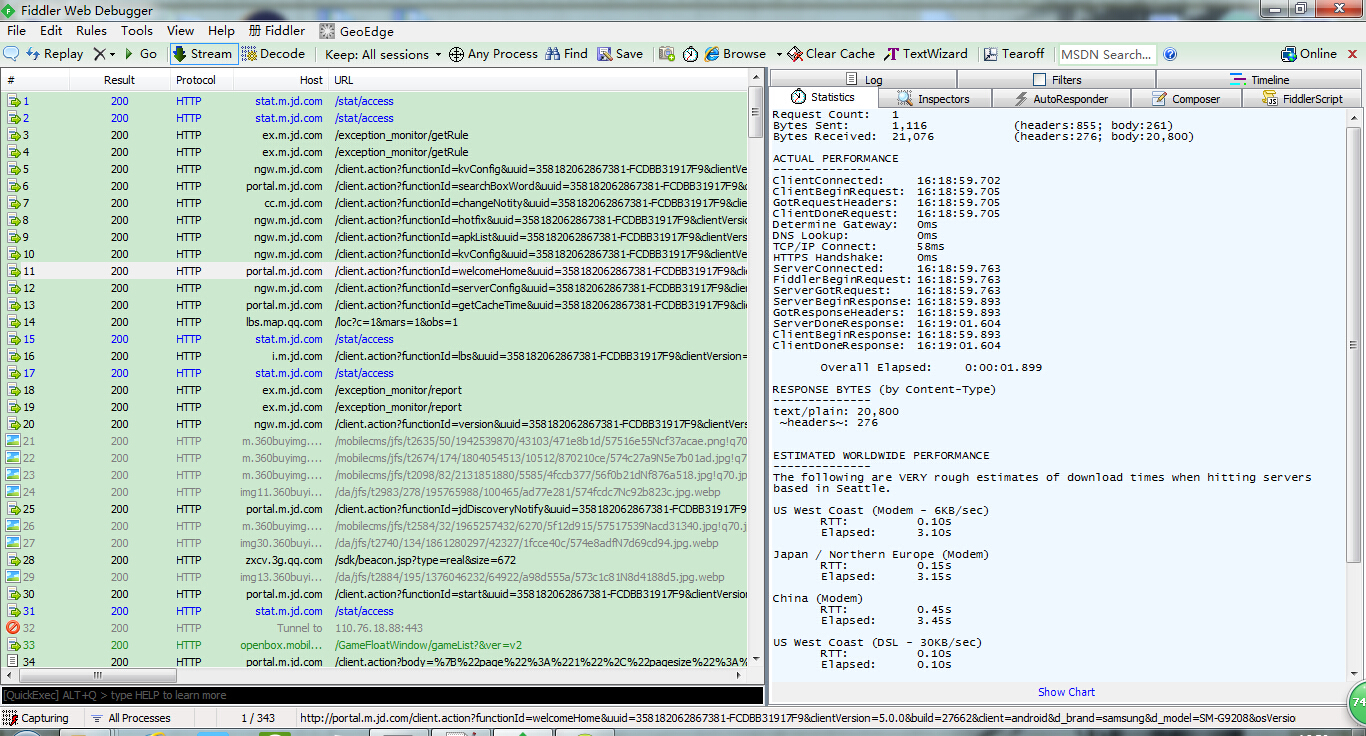 Fiddler Web Debugger
File Edit Rules Tools View Help 册 Fiddler GeoEdge
Replay Go Stream Decode Keep: All sessions Any Process Find Save Browse Clear Cache TextWizard Tearoff MSDN Search... Online
# Result Protocol Host URL
1 200 HTTP stat.m.jd.com /stat/access
2 200 HTTP stat.m.jd.com /stat/access
3 200 HTTP ex.m.jd.com /exception_monitor/getRule
4 200 HTTP ex.m.jd.com /exception_monitor/getRule
5 200 HTTP ngw.m.jd.com /client.action?functionId=kvConfig&uuid=358182062867381-FCDBB31917F9&clientVe
6 200 HTTP portal.m.jd.com /client.action?functionId=searchBoxWord&uuid=358182062867381-FCDBB31917F9&
7 200 HTTP cc.m.jd.com /client.action?functionId=changeNotity&uuid=358182062867381-FCDBB31917F9&cli
8 200 HTTP ngw.m.jd.com /client.action?functionId=hotfix&uuid=358182062867381-FCDBB31917F9&clientVersion
9 200 HTTP ngw.m.jd.com /client.action?functionId=apkList&uuid=358182062867381-FCDBB31917F9&clientVers
10 200 HTTP ngw.m.jd.com /client.action?functionId=kvConfig&uuid=358182062867381-FCDBB31917F9&clientVe
11 200 HTTP portal.m.jd.com /client.action?functionId=welcomeHome&uuid=358182062867381-FCDBB31917F9&cli
12 200 HTTP ngw.m.jd.com /client.action?functionId=serverConfig&uuid=358182062867381-FCDBB31917F9&clie
13 200 HTTP portal.m.jd.com /client.action?functionId=getCacheTime&uuid=358182062867381-FCDBB31917F9&cli
14 200 HTTP lbs.map.qq.com /loc?c=1&mars=1&obs=1
15 200 HTTP stat.m.jd.com /stat/access
16 200 HTTP i.m.jd.com /client.action?functionId=lbs&uuid=358182062867381-FCDBB31917F9&clientVersion=
17 200 HTTP stat.m.jd.com /stat/access
18 200 HTTP ex.m.jd.com /exception_monitor/report
19 200 HTTP ex.m.jd.com /exception_monitor/report
20 200 HTTP ngw.m.jd.com /client.action?functionId=version&uuid=358182062867381-FCDBB31917F9&clientVers
21 200 HTTP m.360buyimg.... /mobilecms/jfs/t2635/50/1942539870/43103/471e8b1d/57516e55Ncf37acae.png!q70
22 200 HTTP m.360buyimg.... /mobilecms/jfs/t2674/174/1804054513/10512/870210ce/574c27a9N5e7b01ad.jpg!q7
23 200 HTTP m.360buyimg.... /mobilecms/jfs/t2098/82/2131851880/5585/4fccb377/56f0b21dNf876a518.jpg!q70.j
24 200 HTTP img11.360buyi... /da/jfs/t2983/278/195765988/100465/ad77e281/574fcdc7Nc92b823c.jpg.webp
25 200 HTTP portal.m.jd.com /client.action?functionId=jdDiscoveryNotify&uuid=358182062867381-FCDBB31917F
26 200 HTTP m.360buyimg.... /mobilecms/jfs/t2584/32/1965257432/6270/5f12d915/57517539Nacd31340.jpg!q70.j
27 200 HTTP img30.360buyi... /da/jfs/t2740/134/1861280297/42327/1fcce40c/574e8adfN7d69cd94.jpg.webp
28 200 HTTP zxcv.3g.qq.com /sdk/beacon.jsp?type=real&size=672
29 200 HTTP img13.360buyi... /da/jfs/t2884/195/1376046232/64922/a98d555a/573c1c81N8d4188d5.jpg.webp
30 200 HTTP portal.m.jd.com /client.action?functionId=start&uuid=358182062867381-FCDBB31917F9&clientVersion
31 200 HTTP stat.m.jd.com /stat/access
32 200 HTTP Tunnel to 110.76.18.88:443
33 200 HTTP openbox.mobil... /GameFloatWindow/gameList?&ver=v2
34 200 HTTP portal.m.jd.com /client.action?body=%7B%22page%22%3A%221%22%2C%22pagesize%22%3A%
[QuickExec] ALT+Q > type HELP to learn more
Log Filters Timeline
Statistics Inspectors AutoResponder Composer FiddlerScript
Request Count: 1
Bytes Sent: 1,116 (headers:855; body:261)
Bytes Received: 21,076 (headers:276; body:20,800)
ACTUAL PERFORMANCE
--------------
ClientConnected: 16:18:59.702
ClientBeginRequest: 16:18:59.705
GotRequestHeaders: 16:18:59.705
ClientDoneRequest: 16:18:59.705
Determine Gateway: 0ms
DNS Lookup: 0ms
TCP/IP Connect: 58ms
HTTPS Handshake: 0ms
ServerConnected: 16:18:59.763
FiddlerBeginRequest: 16:18:59.763
ServerGotRequest: 16:18:59.763
ServerBeginResponse: 16:18:59.893
GotResponseHeaders: 16:18:59.893
ServerDoneResponse: 16:19:01.604
ClientBeginResponse: 16:18:59.893
ClientDoneResponse: 16:19:01.604
Overall Elapsed: 0:00:01.899
RESPONSE BYTES (by Content-Type)
--------------
text/plain: 20,800
~headers~: 276
ESTIMATED WORLDWIDE PERFORMANCE
--------------
The following are VERY rough estimates of download times when hitting servers
based in Seattle.
US West Coast (Modem - 6KB/sec)
RTT: 0.10s
Elapsed: 3.10s
Japan / Northern Europe (Modem)
RTT: 0.15s
Elapsed: 3.15s
China (Modem)
RTT: 0.45s
Elapsed: 3.45s
US West Coast (DSL - 30KB/sec)
RTT: 0.10s
Elapsed: 0.10s
Show Chart
74
Capturing All Processes 1 / 343 http://portal.m.jd.com/client.action?functionId=welcomeHome&uuid=358182062867381-FCDBB31917F9&clientVersion=5.0.0&build=27662&client=android&d_brand=samsung&d_model=SM-G9208&osVersio